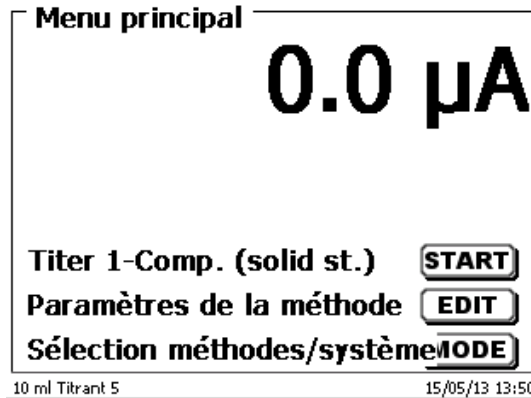 Menu principal
0.0 µA
Titer 1-Comp. (solid st.) START
Paramètres de la méthode EDIT
Sélection méthodes/système MODE
10 ml Titrant 5 15/05/13 13:50